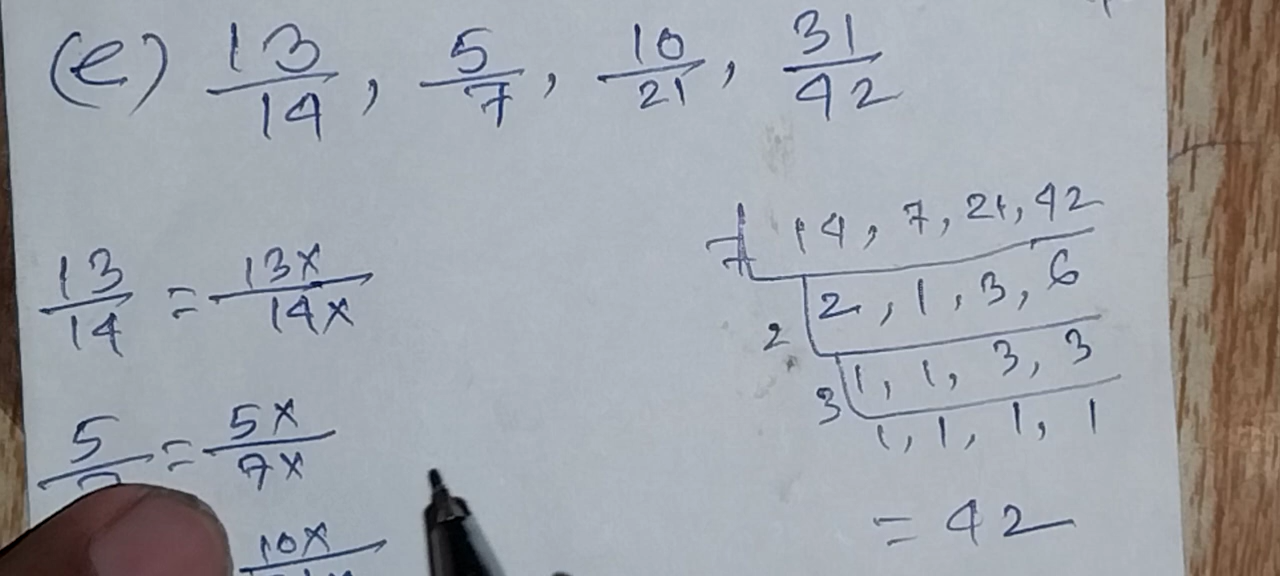 (e) 13/14, 5/7, 10/21, 31/42
7 14, 7, 21, 42
2 2, 1, 3, 6
3 1, 1, 3, 3
1, 1, 1, 1
= 42
13/14 = 13×/14×
5/ = 5×/7×
10×